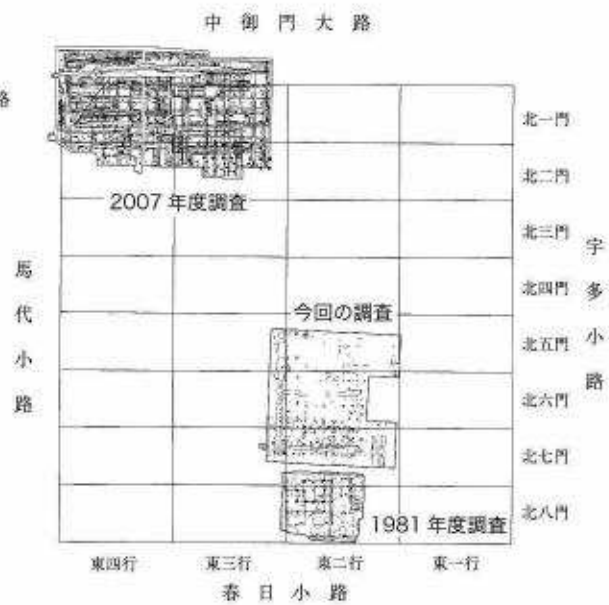 中御門大路
路
北一門
北二門
2007年度調査
北三門
馬代小路
宇多小路
北四門
今回の調査
北五門
北六門
北七門
北八門
1981年度調査
東四行 東三行 東二行 東一行
春日小路